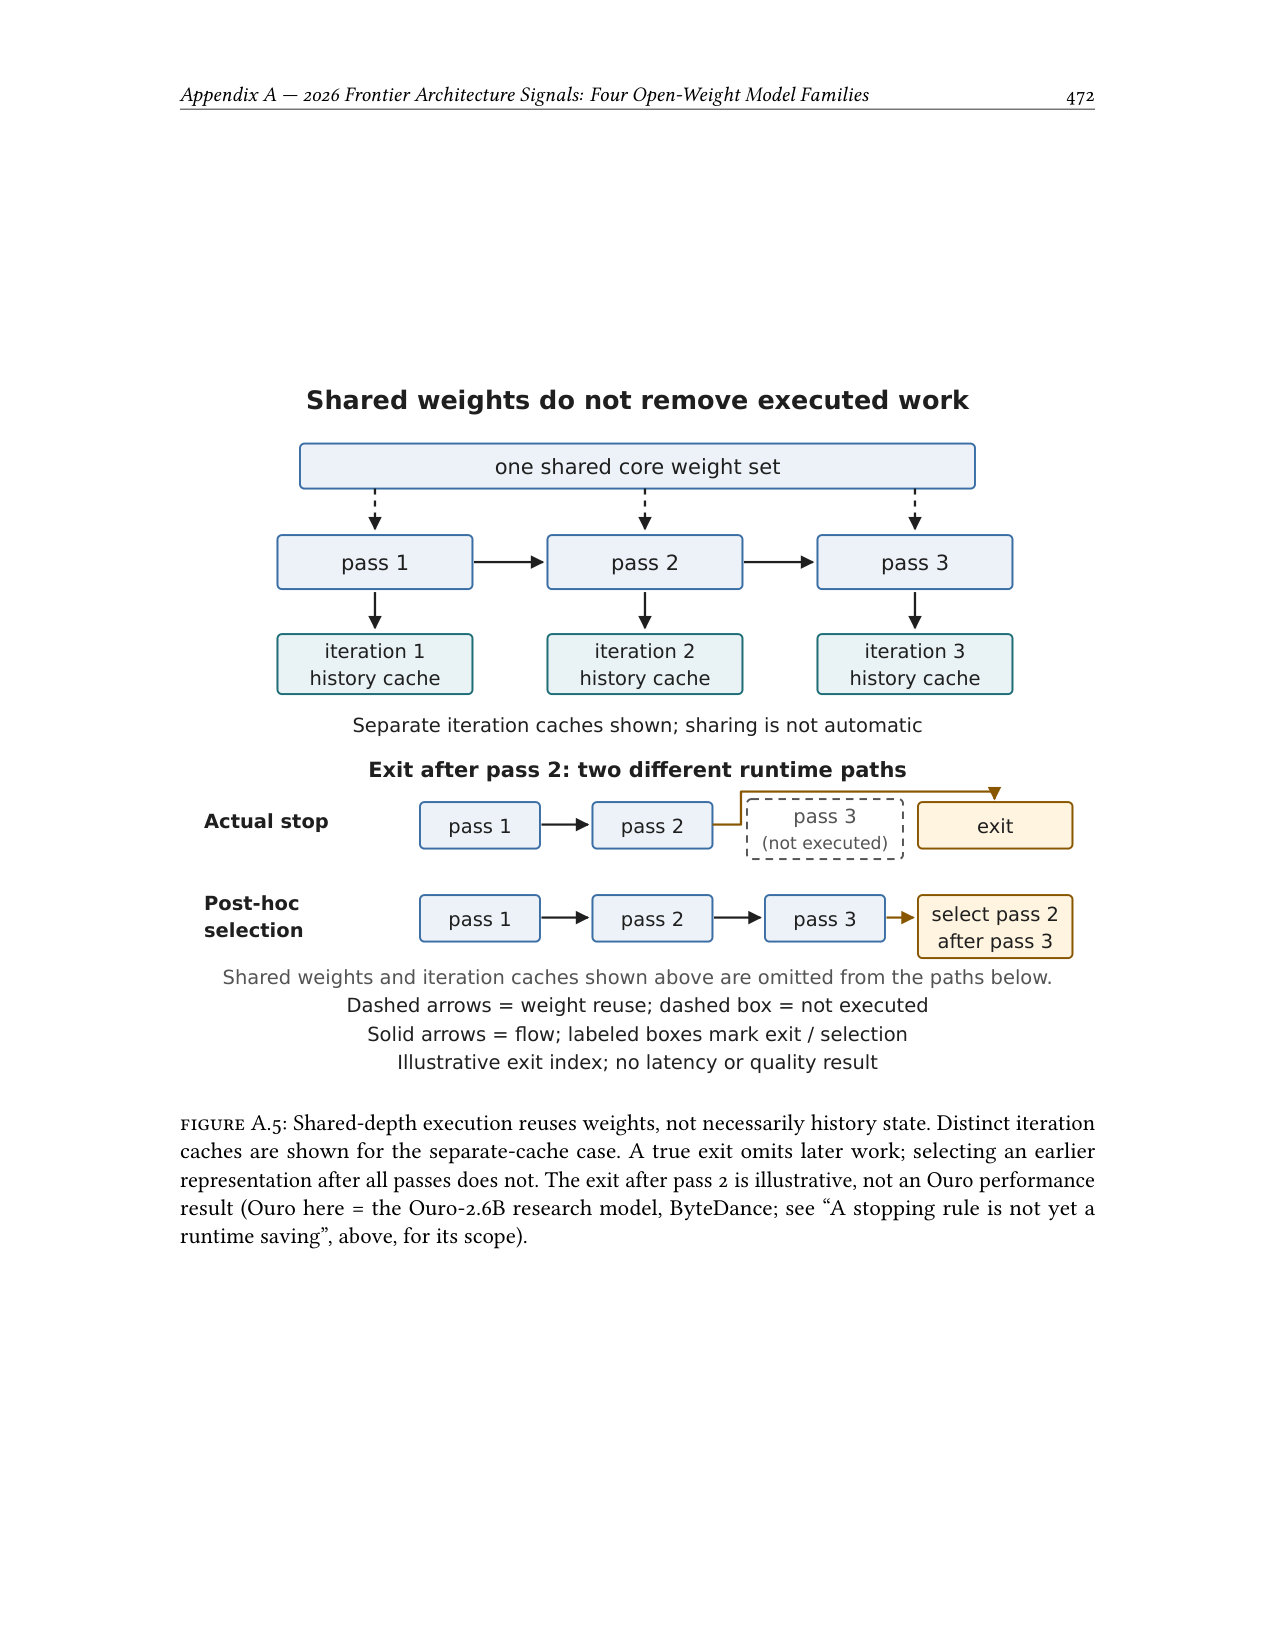 Appendix A — 2026 Frontier Architecture Signals: Four Open-Weight Model Families 472
Shared weights do not remove executed work
one shared core weight set
pass 1 pass 2 pass 3
iteration 1 iteration 2 iteration 3
history cache history cache history cache
Separate iteration caches shown; sharing is not automatic
Exit after pass 2: two different runtime paths
Actual stop pass 1 pass 2 pass 3 exit
(not executed)
Post-hoc pass 1 pass 2 pass 3 select pass 2
selection after pass 3
Shared weights and iteration caches shown above are omitted from the paths below.
Dashed arrows = weight reuse; dashed box = not executed
Solid arrows = flow; labeled boxes mark exit / selection
Illustrative exit index; no latency or quality result
FIGURE A.5: Shared-depth execution reuses weights, not necessarily history state. Distinct iteration
caches are shown for the separate-cache case. A true exit omits later work; selecting an earlier
representation after all passes does not. The exit after pass 2 is illustrative, not an Ouro performance
result (Ouro here = the Ouro-2.6B research model, ByteDance; see “A stopping rule is not yet a
runtime saving”, above, for its scope).